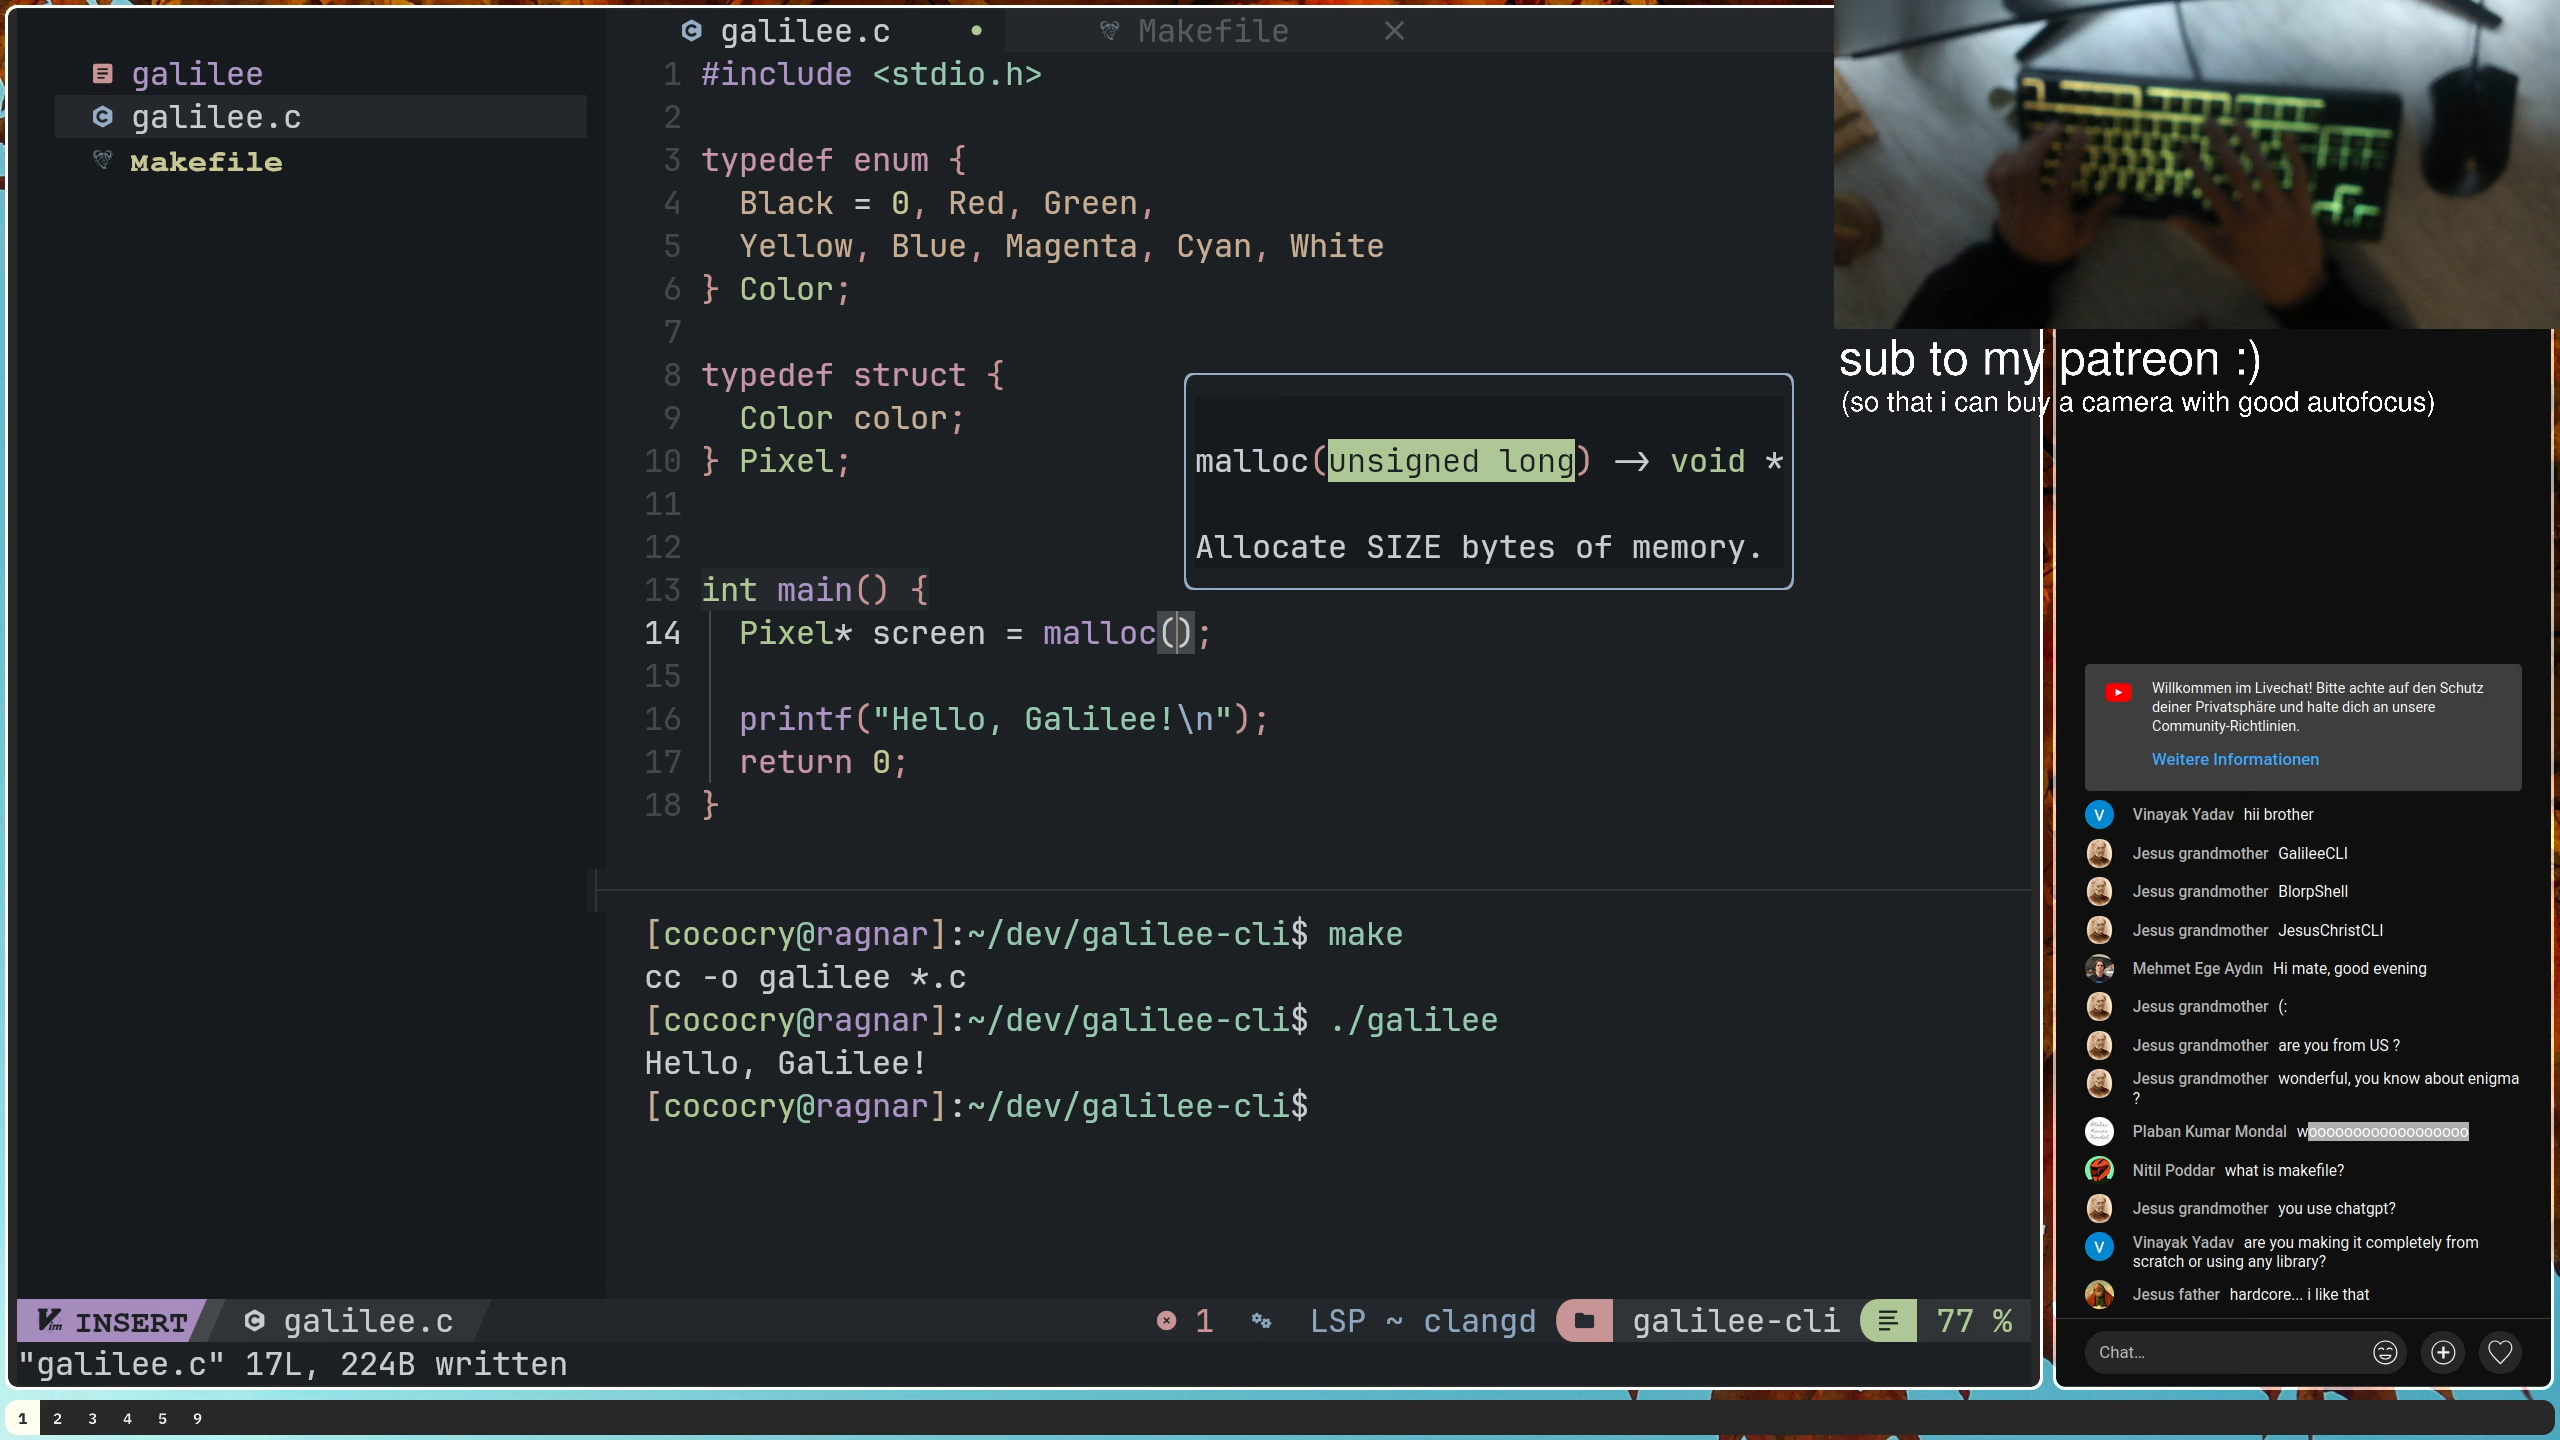 galilee
galilee.c
Makefile
galilee.c
Makefile
1 #include <stdio.h>
2
3 typedef enum {
4 Black = 0, Red, Green,
5 Yellow, Blue, Magenta, Cyan, White
6 } Color;
7
8 typedef struct {
9 Color color;
10 } Pixel;
11
12
13 int main() {
14 Pixel* screen = malloc();
15
16 printf("Hello, Galilee!\n");
17 return 0;
18 }
malloc(unsigned long) -> void *
Allocate SIZE bytes of memory.
[cococry@ragnar]:~/dev/galilee-cli$ make
cc -o galilee *.c
[cococry@ragnar]:~/dev/galilee-cli$ ./galilee
Hello, Galilee!
[cococry@ragnar]:~/dev/galilee-cli$
INSERT galilee.c 1 LSP ~ clangd galilee-cli 77 %
"galilee.c" 17L, 224B written
sub to my patreon :)
(so that i can buy a camera with good autofocus)
Willkommen im Livechat! Bitte achte auf den Schutz
deiner Privatsphäre und halte dich an unsere
Community-Richtlinien.
Weitere Informationen
V Vinayak Yadav hii brother
Jesus grandmother GalileeCLI
Jesus grandmother BlorpShell
Jesus grandmother JesusChristCLI
Mehmet Ege Aydın Hi mate, good evening
Jesus grandmother (:
Jesus grandmother are you from US ?
Jesus grandmother wonderful, you know about enigma
?
Plaban Kumar Mondal woooooooooooooooooo
Nitil Poddar what is makefile?
Jesus grandmother you use chatgpt?
V Vinayak Yadav are you making it completely from
scratch or using any library?
Jesus father hardcore... i like that
Chat...
1 2 3 4 5 9